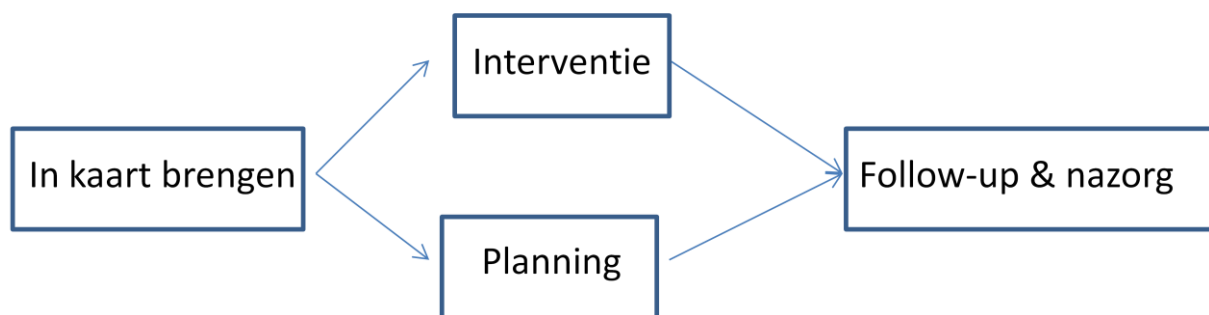 Interventie
In kaart brengen
Follow-up & nazorg
Planning